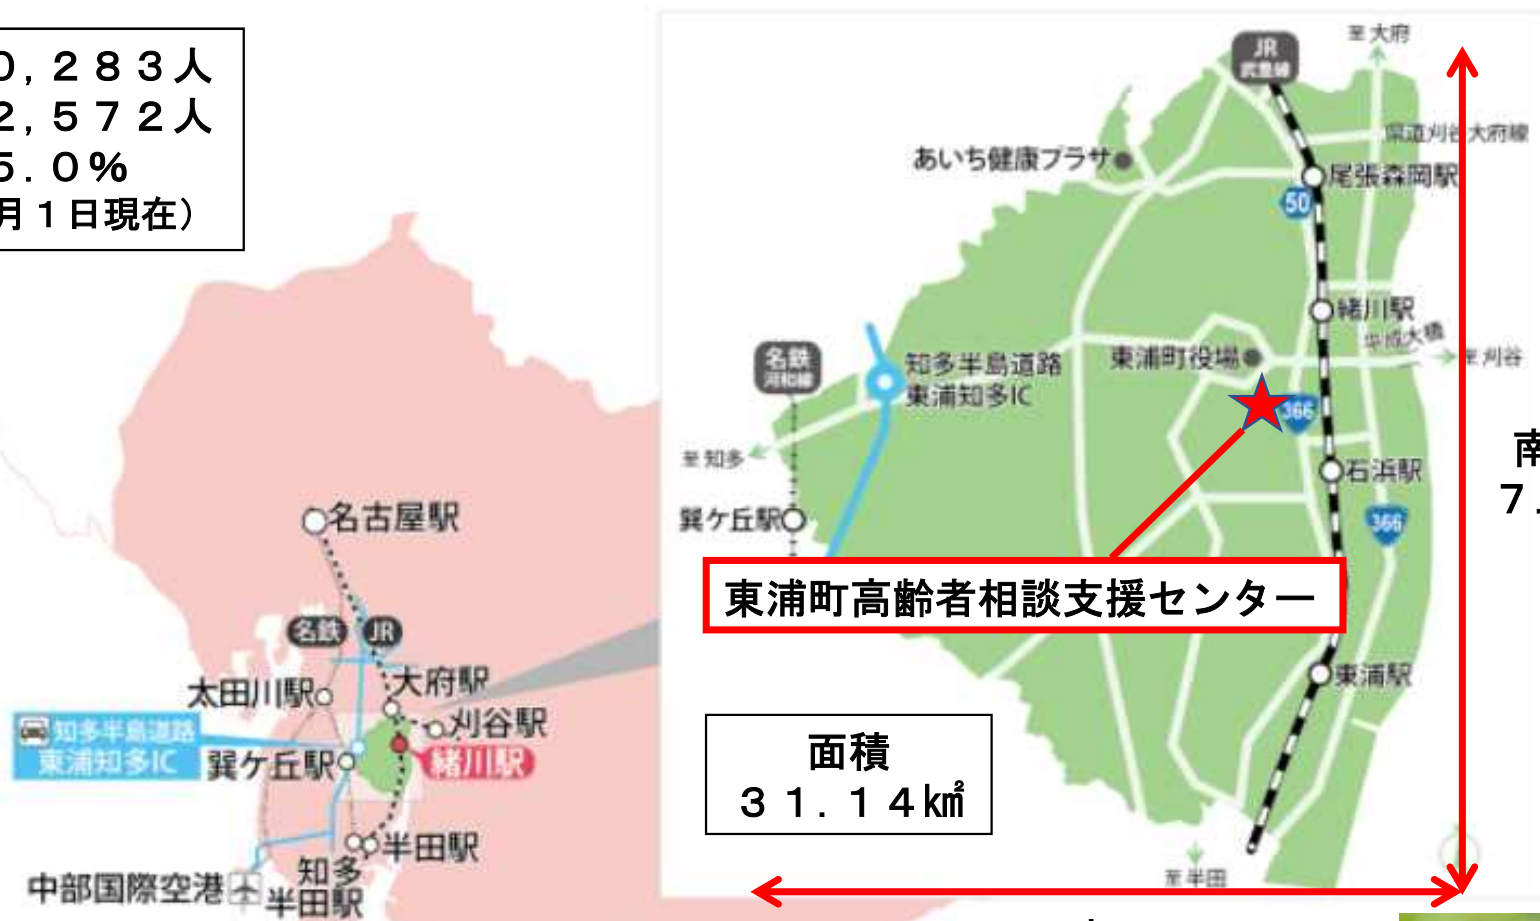 ０，２８３人
２，５７２人
５．０％
月１日現在）
JR
武豊線
至大府
県道刈谷大府線
あいち健康プラザ
尾張森岡駅
50
緒川駅
平成大橋
名鉄
河和線
知多半島道路
東浦知多IC
東浦町役場
至刈谷
366
至知多
石浜駅
南
７．
巽ケ丘駅
366
名古屋駅
東浦町高齢者相談支援センター
名鉄
JR
大府駅
東浦駅
太田川駅
刈谷駅
知多半島道路
東浦知多IC
巽ケ丘駅
緒川駅
面積
３１．１４㎢
半田駅
知多
半田駅
中部国際空港
至半田